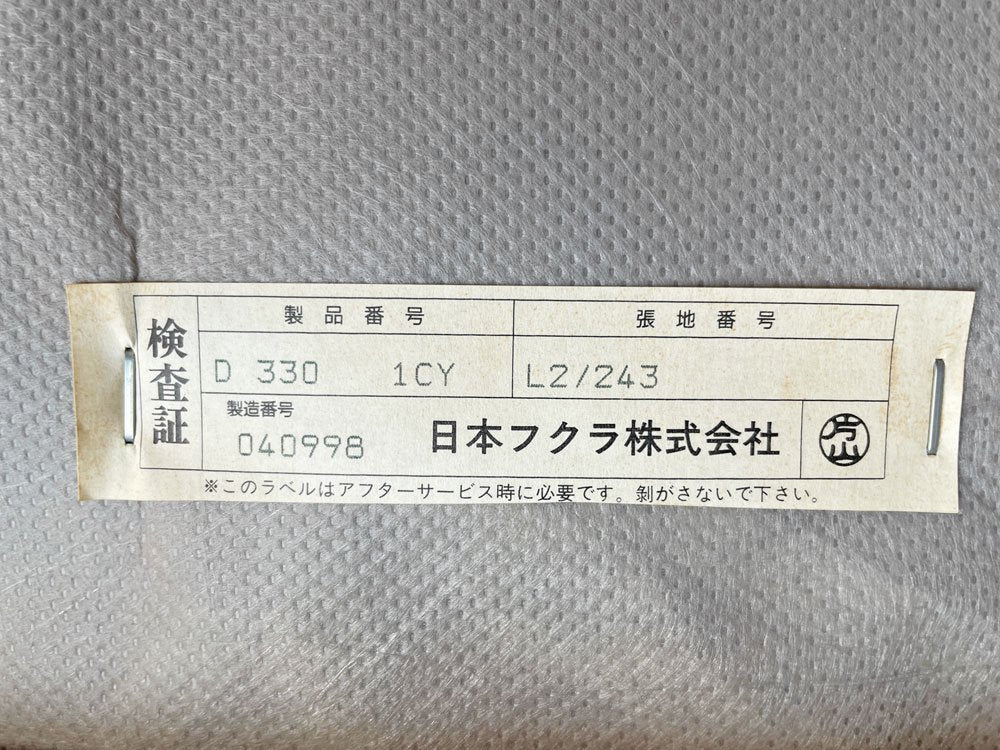 検査証
製品番号 張地番号
D 330 1CY L2/243
製造番号
040998 日本フクラ株式会社 片山
※このラベルはアフターサービス時に必要です。剝がさないで下さい。